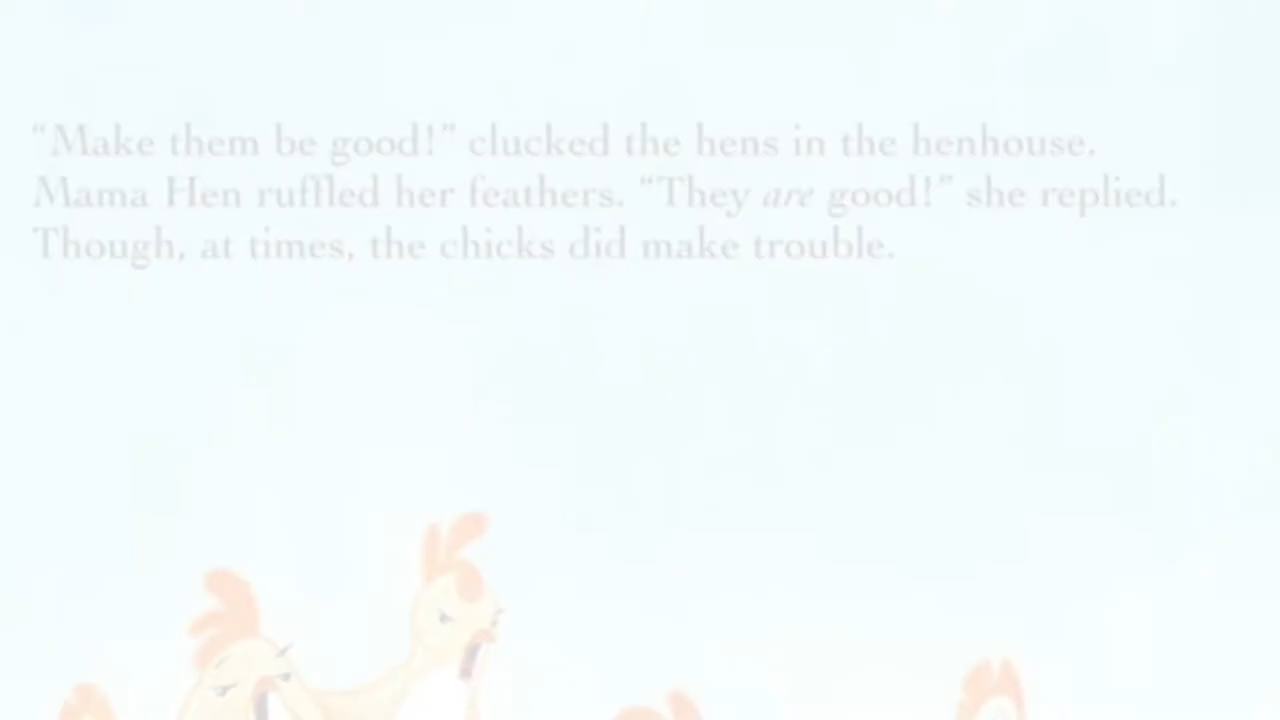 “Make them be good!” clucked the hens in the henhouse.
Mama Hen ruffled her feathers. “They are good!” she replied.
Though, at times, the chicks did make trouble.